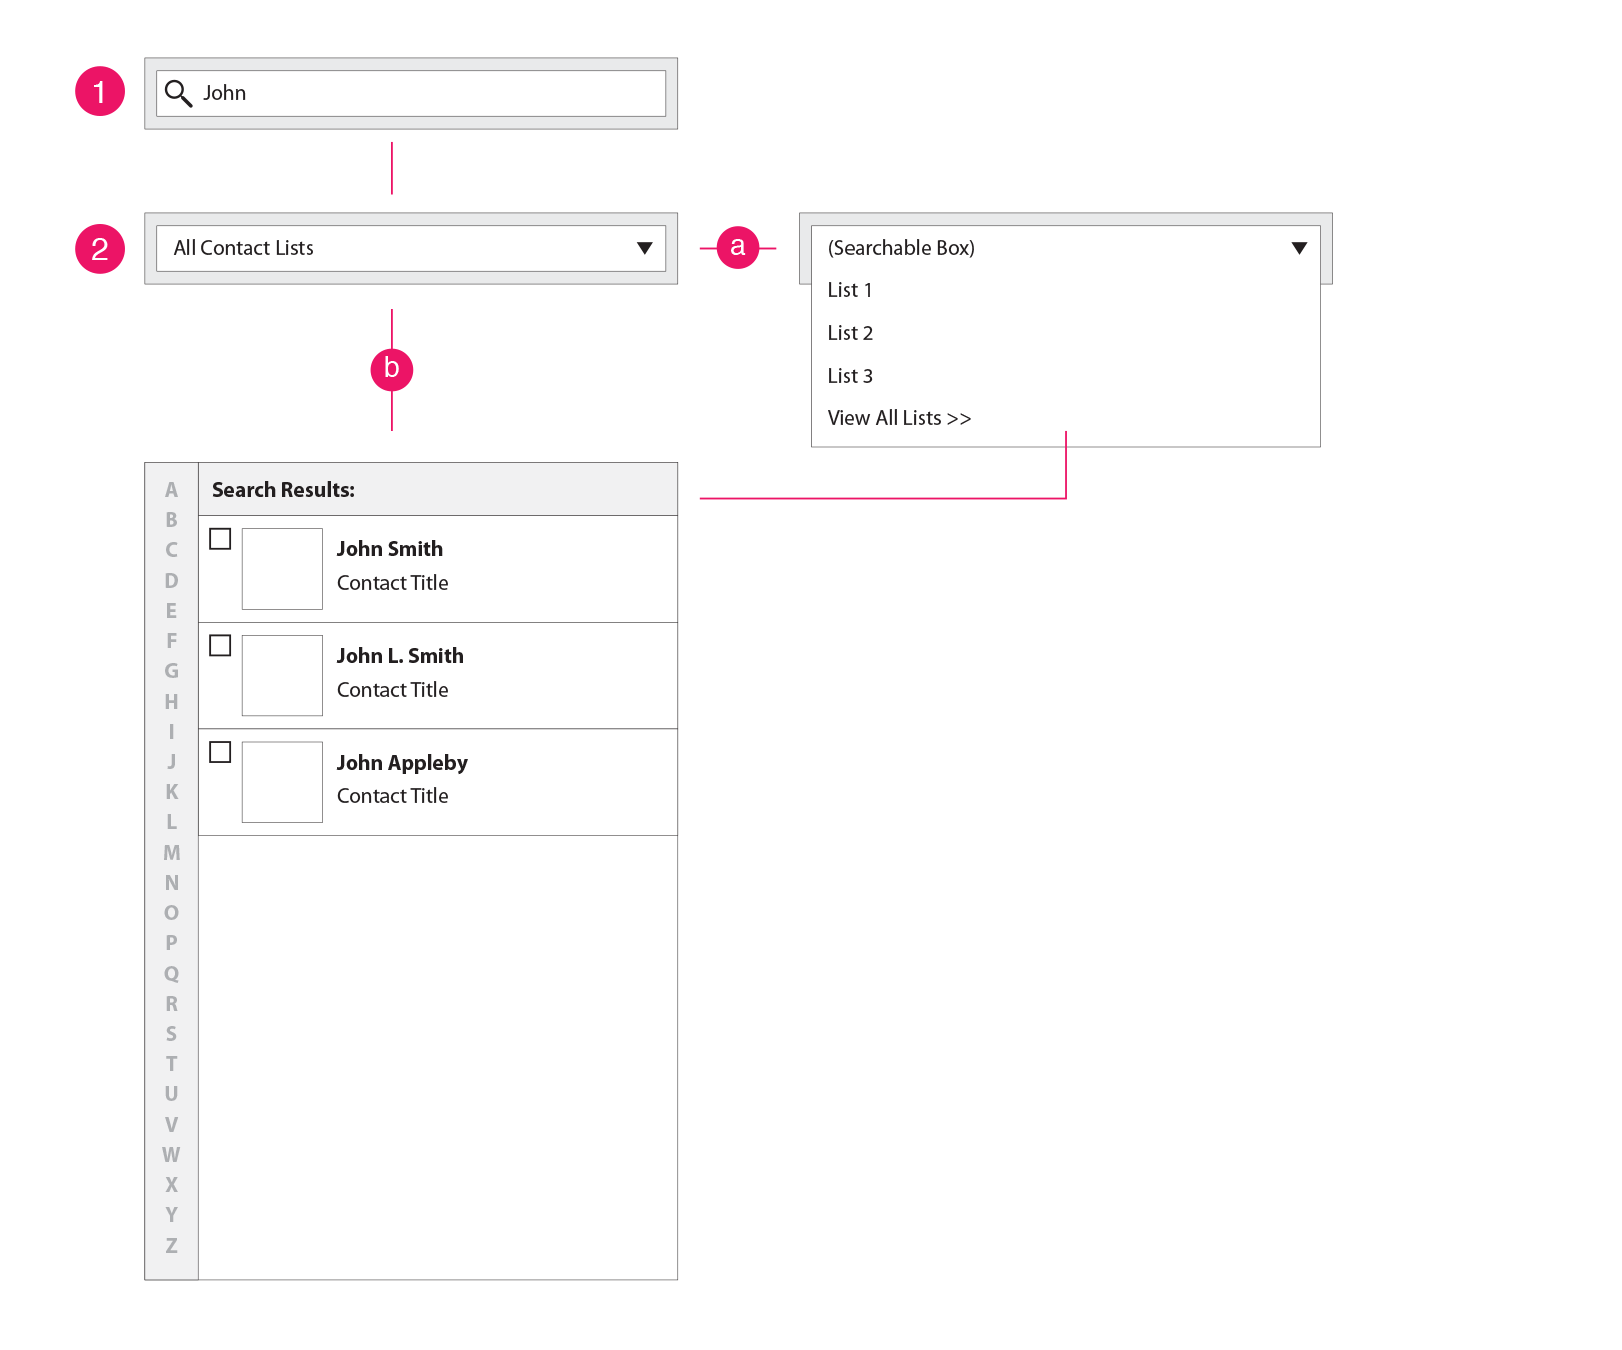 1
John
2
All Contact Lists
a
(Searchable Box)
List 1
List 2
List 3
View All Lists >>
b
Search Results:
John Smith
Contact Title
John L. Smith
Contact Title
John Appleby
Contact Title
A
B
C
D
E
F
G
H
I
J
K
L
M
N
O
P
Q
R
S
T
U
V
W
X
Y
Z